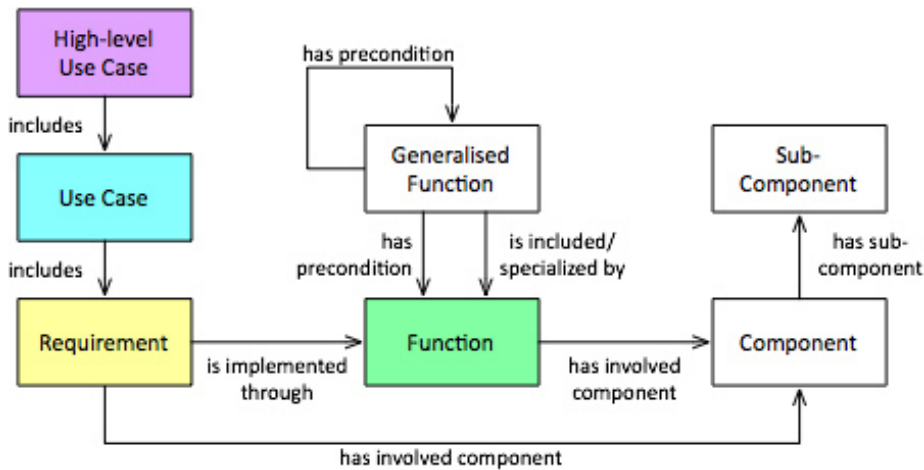 High-level
Use Case
has precondition
includes
Generalised
Function
Sub-
Component
Use Case
has
precondition
is included/
specialized by
has sub-
component
includes
Requirement
Function
Component
is implemented
through
has involved
component
has involved component